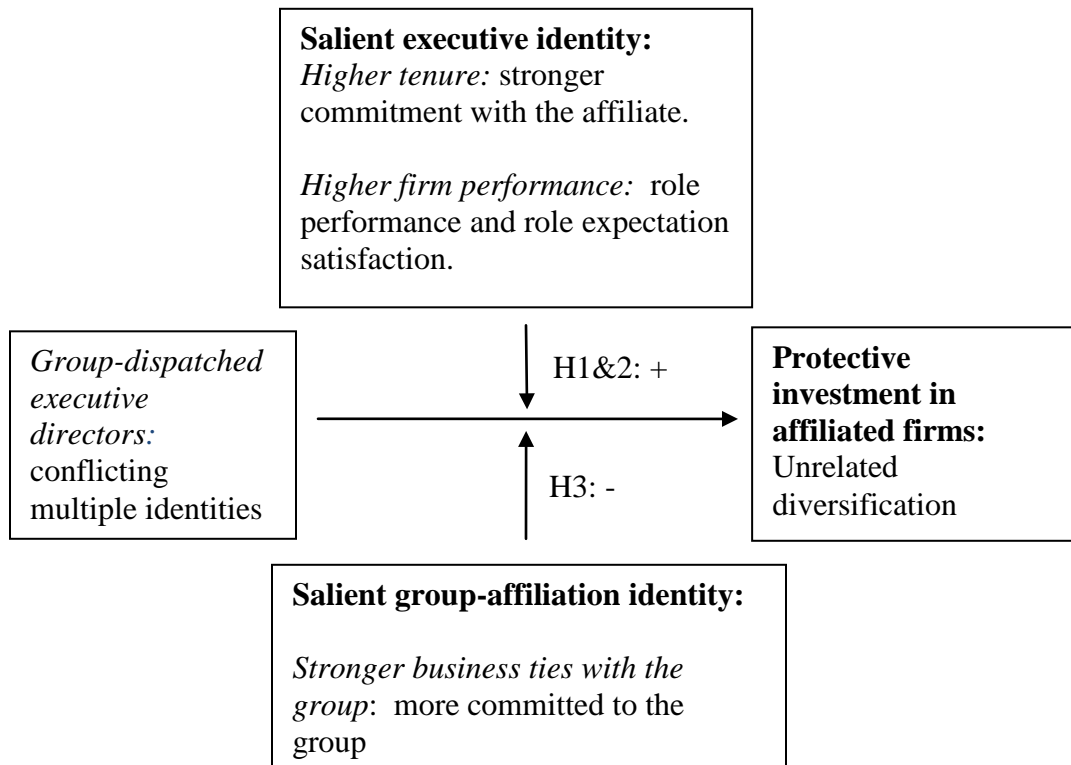 Salient executive identity:
Higher tenure: stronger
commitment with the affiliate.
Higher firm performance: role
performance and role expectation
satisfaction.
H1&2: +
Group-dispatched
executive
directors:
conflicting
multiple identities
Protective
investment in
affiliated firms:
Unrelated
diversification
H3: -
Salient group-affiliation identity:
Stronger business ties with the
group: more committed to the
group